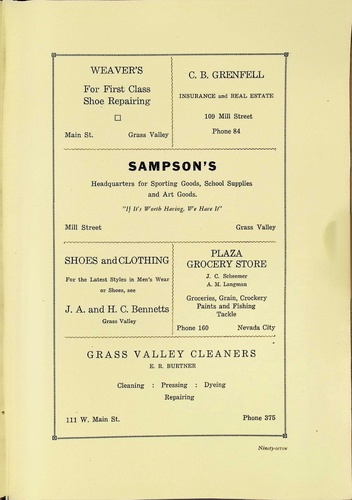 WEAVER'S
For First Class
Shoe Repairing
Main St. Grass Valley
C. B. GRENFELL
INSURANCE and REAL ESTATE
109 Mill Street
Phone 84
SAMPSON'S
Headquarters for Sporting Goods, School Supplies
and Art Goods.
"If It's Worth Having, We Have It"
Mill Street Grass Valley
SHOES and CLOTHING
For the Latest Styles in Men's Wear
or Shoes, see
J. A. and H. C. Bennetts
Grass Valley
PLAZA
GROCERY STORE
J. C. Scheemer
A. M. Langman
Groceries, Grain, Crockery
Paints and Fishing
Tackle
Phone 160 Nevada City
GRASS VALLEY CLEANERS
E. R. BURTNER
Cleaning : Pressing : Dyeing
Repairing
111 W. Main St. Phone 375
Ninety-seven